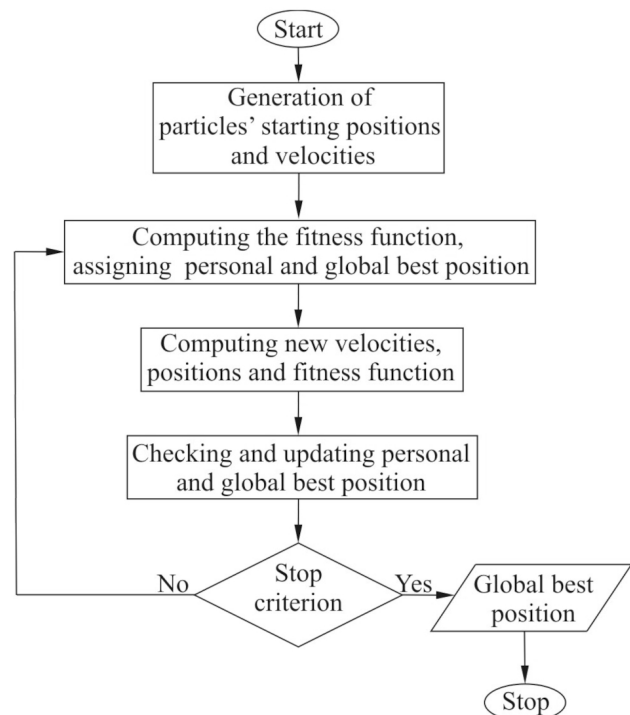 Start
Generation of
particles’ starting positions
and velocities
Computing the fitness function,
assigning personal and global best position
Computing new velocities,
positions and fitness function
Checking and updating personal
and global best position
Stop
criterion
No
Yes
Global best
position
Stop